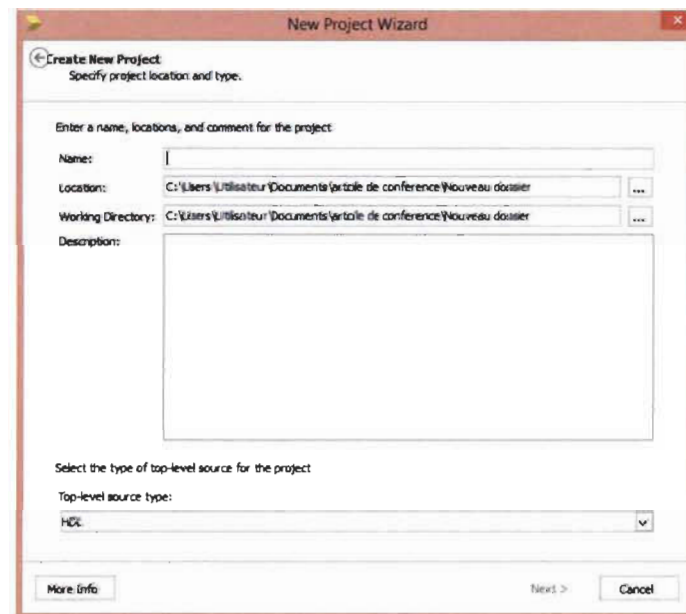 New Project Wizard
Create New Project
Specify project location and type.
Enter a name, locations, and comment for the project
Name:
Location: C:\Users\Utilisateur\Documents\article de conference\Nouveau dossier ...
Working Directory: C:\Users\Utilisateur\Documents\article de conference\Nouveau dossier ...
Description:
Select the type of top-level source for the project
Top-level source type:
HDL
More Info Next > Cancel